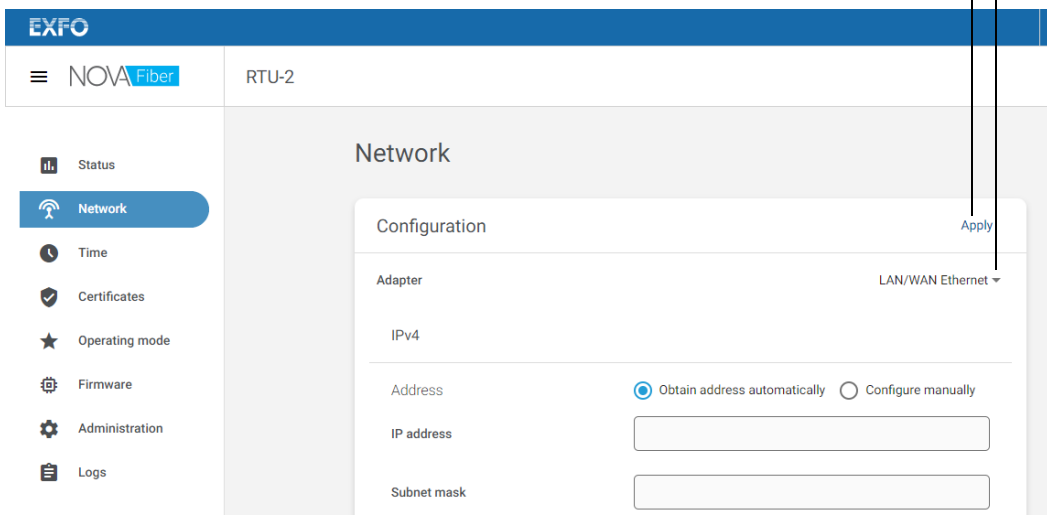 EXFO
NOVA Fiber
RTU-2
Status
Network
Time
Certificates
Operating mode
Firmware
Administration
Logs
Network
Configuration
Apply
Adapter
LAN/WAN Ethernet
IPv4
Address
Obtain address automatically
Configure manually
IP address
Subnet mask